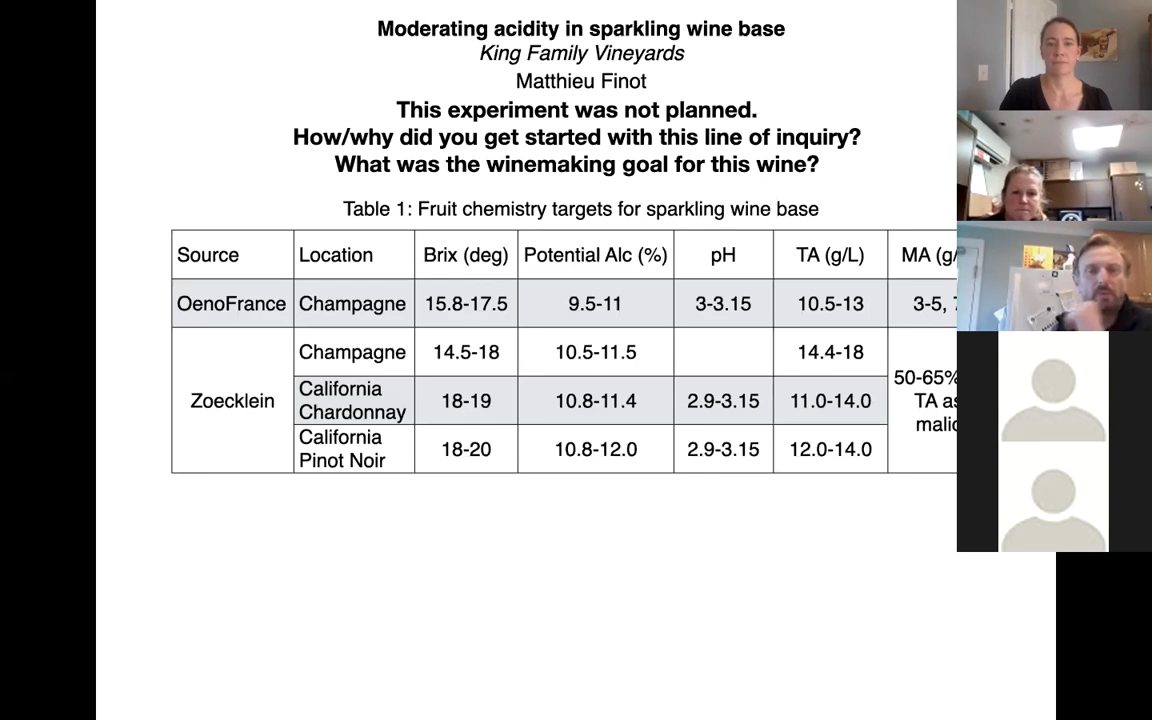 Moderating acidity in sparkling wine base
King Family Vineyards
Matthieu Finot
This experiment was not planned.
How/why did you get started with this line of inquiry?
What was the winemaking goal for this wine?
Table 1: Fruit chemistry targets for sparkling wine base
Source Location Brix (deg) Potential Alc (%) pH TA (g/L) MA (g/
OenoFrance Champagne 15.8-17.5 9.5-11 3-3.15 10.5-13 3-5,
Zoecklein
Champagne 14.5-18 10.5-11.5 14.4-18
California
Chardonnay 18-19 10.8-11.4 2.9-3.15 11.0-14.0
California
Pinot Noir 18-20 10.8-12.0 2.9-3.15 12.0-14.0
50-65%
TA